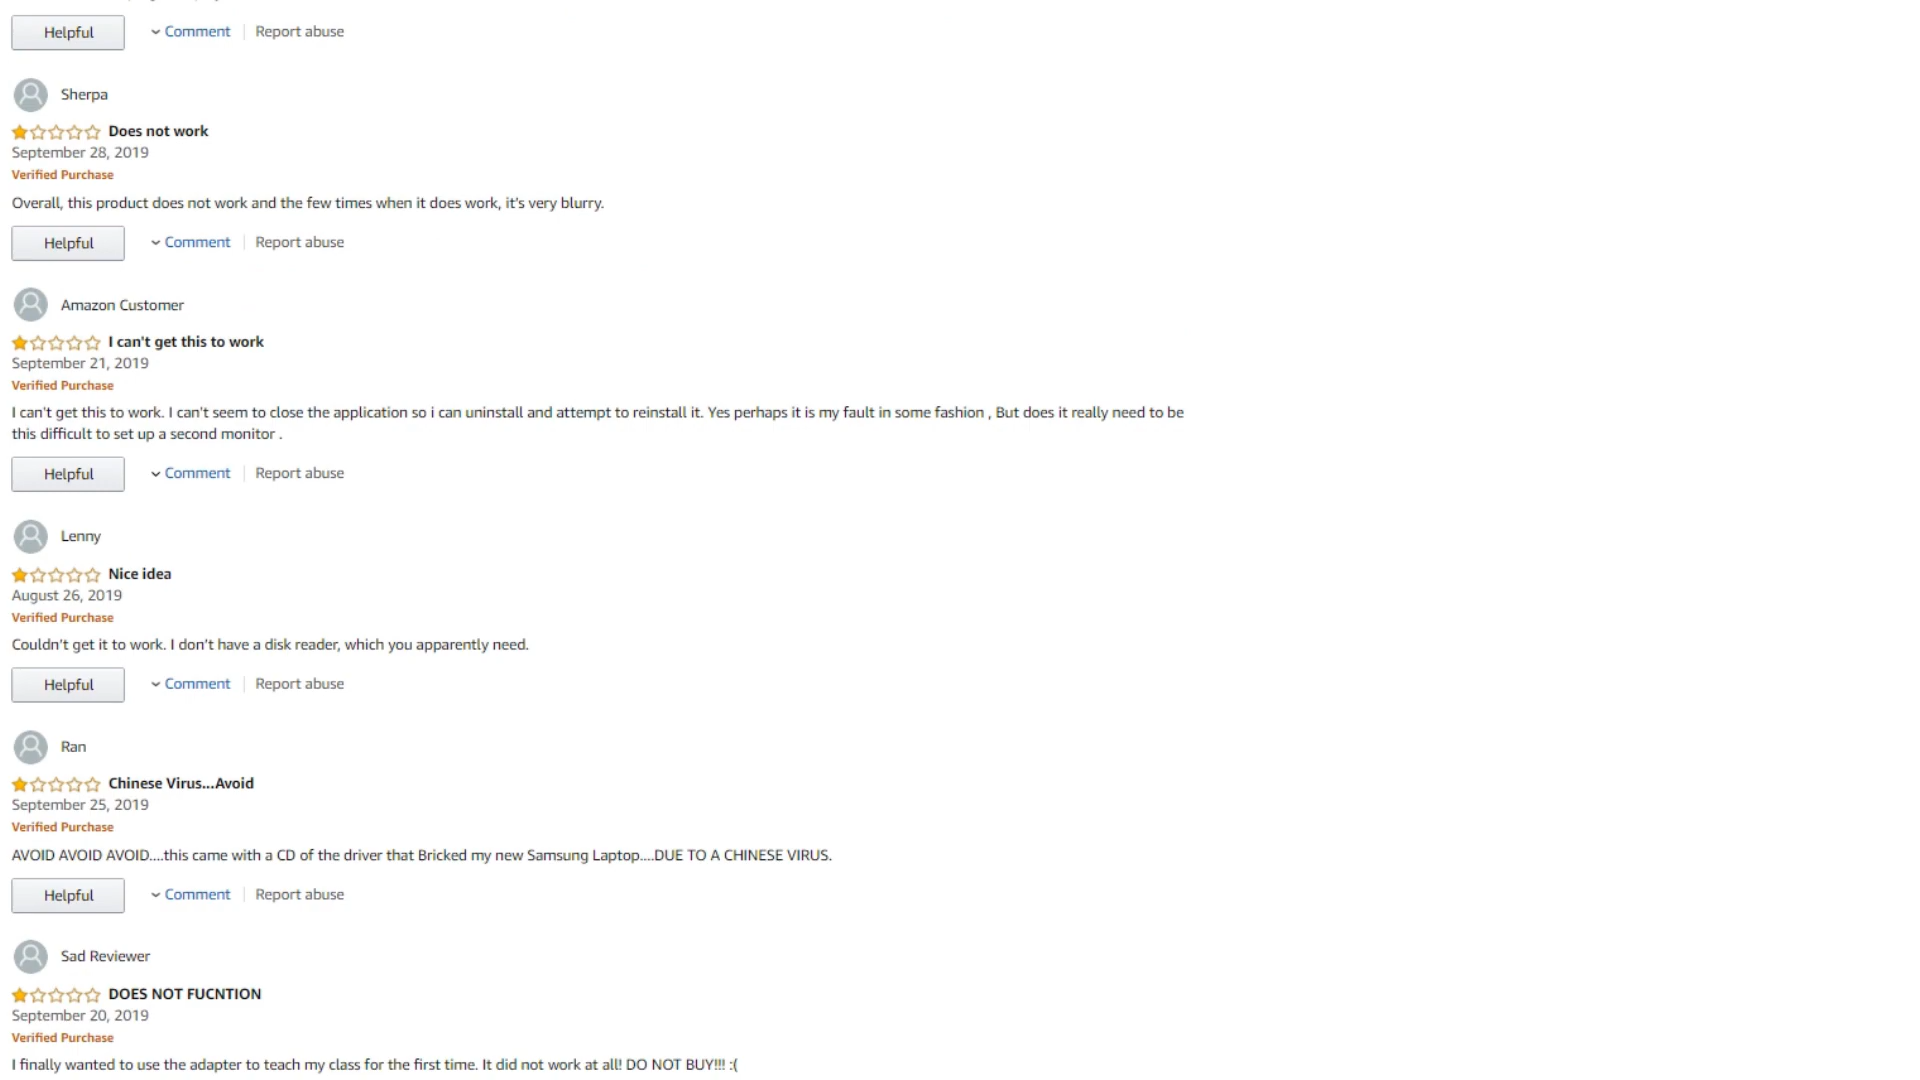 Helpful Comment Report abuse
Sherpa
Does not work
September 28, 2019
Verified Purchase
Overall, this product does not work and the few times when it does work, it's very blurry.
Helpful Comment Report abuse
Amazon Customer
I can't get this to work
September 21, 2019
Verified Purchase
I can't get this to work. I can't seem to close the application so i can uninstall and attempt to reinstall it. Yes perhaps it is my fault in some fashion , But does it really need to be
this difficult to set up a second monitor .
Helpful Comment Report abuse
Lenny
Nice idea
August 26, 2019
Verified Purchase
Couldn't get it to work. I don't have a disk reader, which you apparently need.
Helpful Comment Report abuse
Ran
Chinese Virus...Avoid
September 25, 2019
Verified Purchase
AVOID AVOID AVOID....this came with a CD of the driver that Bricked my new Samsung Laptop....DUE TO A CHINESE VIRUS.
Helpful Comment Report abuse
Sad Reviewer
DOES NOT FUCNTION
September 20, 2019
Verified Purchase
I finally wanted to use the adapter to teach my class for the first time. It did not work at all! DO NOT BUY!!! :(